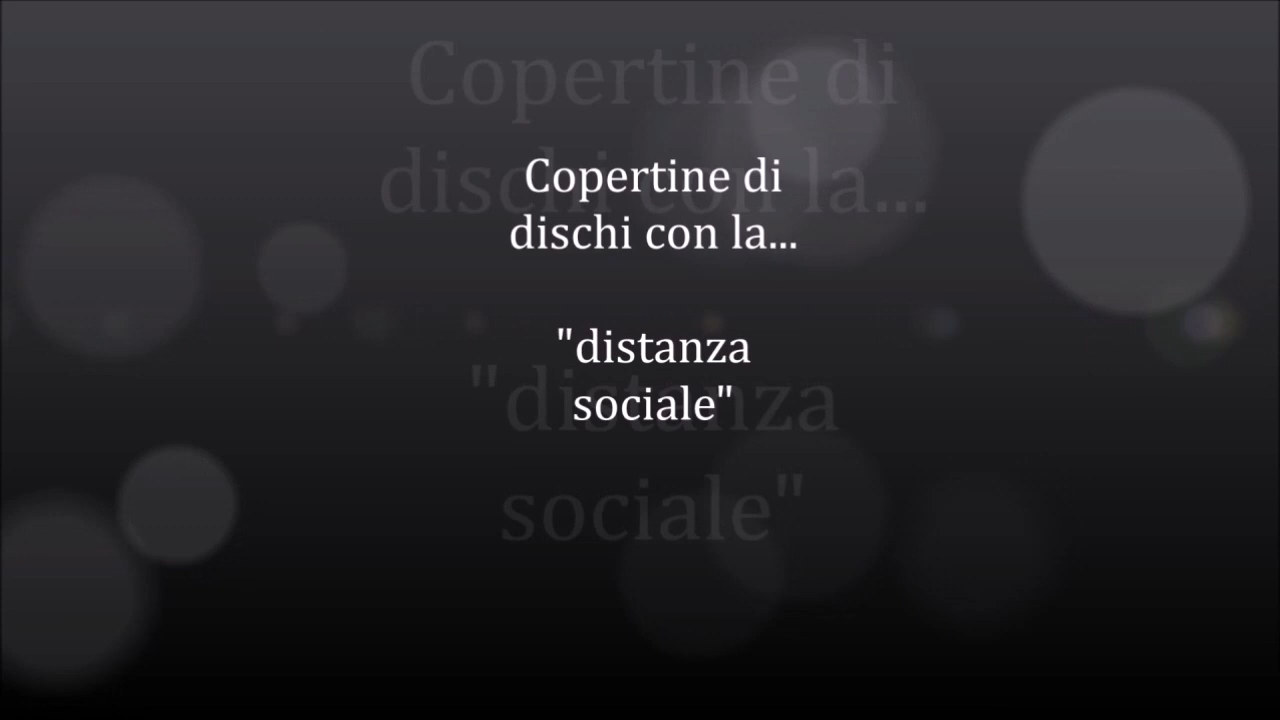 Copertine di
dischi con la...
"distanza
sociale"